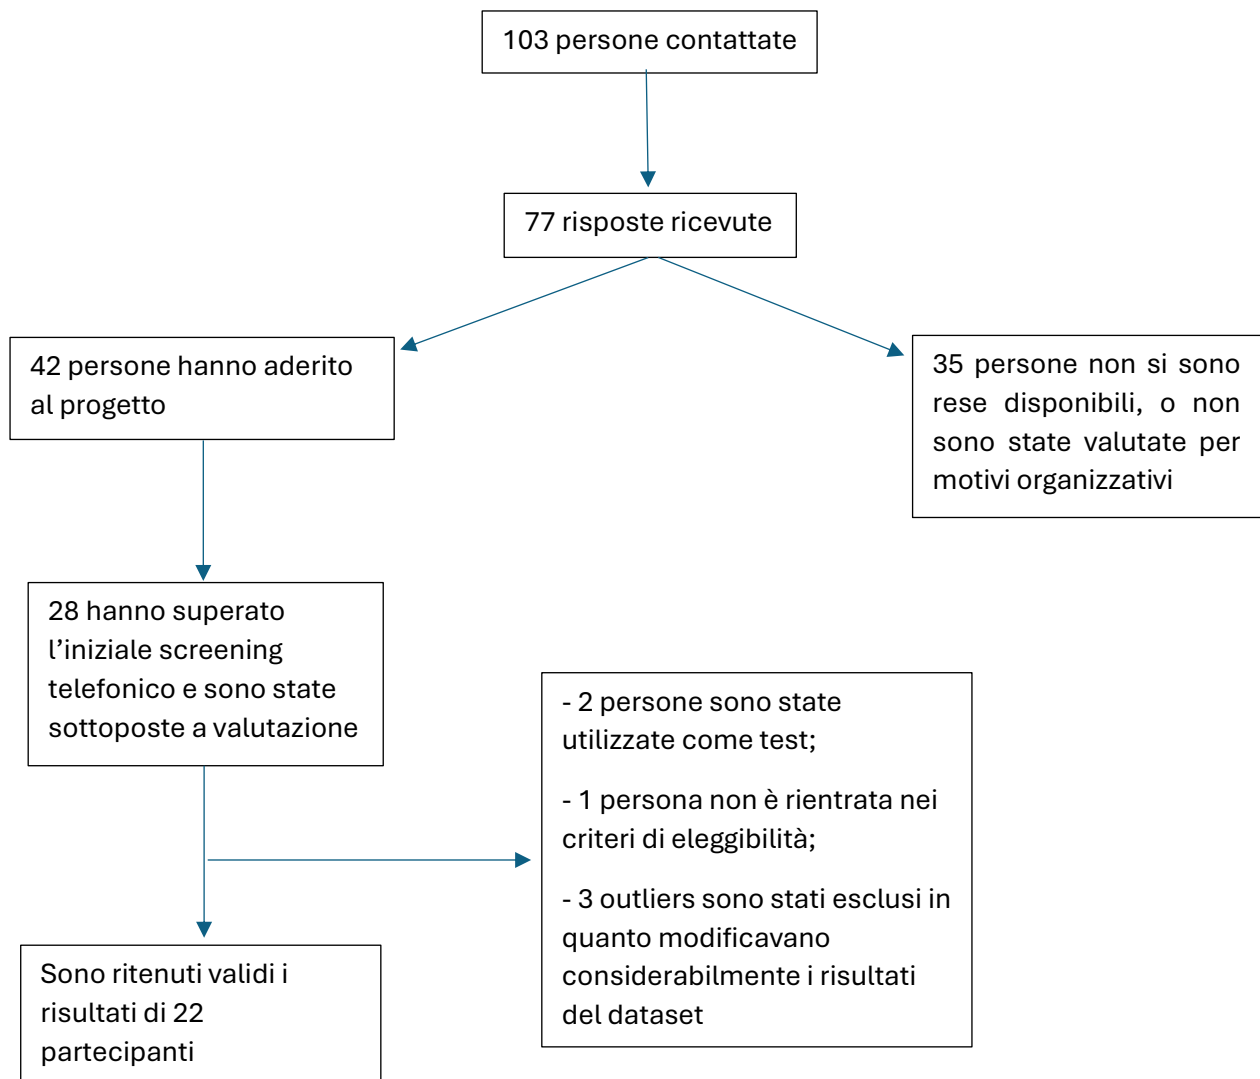 103 persone contattate
77 risposte ricevute
42 persone hanno aderito
al progetto
35 persone non si sono
rese disponibili, o non
sono state valutate per
motivi organizzativi
28 hanno superato
l’iniziale screening
telefonico e sono state
sottoposte a valutazione
- 2 persone sono state
utilizzate come test;
- 1 persona non è rientrata nei
criteri di eleggibilità;
- 3 outliers sono stati esclusi in
quanto modificavano
considerabilmente i risultati
del dataset
Sono ritenuti validi i
risultati di 22
partecipanti